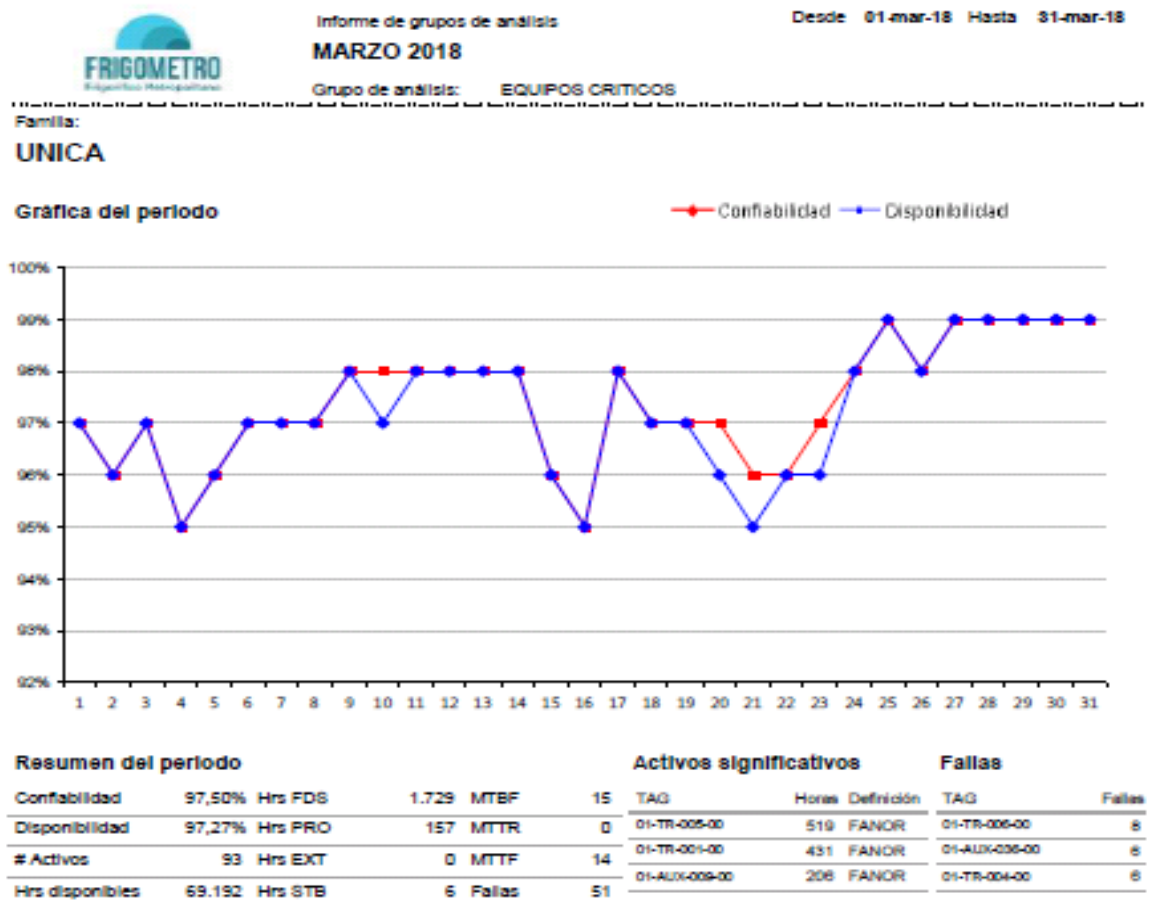 Informe de grupos de análisis
Desde 01-mar-18 Hasta 31-mar-18
MARZO 2018
FRIGOMETRO
Frigorífico Metropolitano
Grupo de análisis: EQUIPOS CRITICOS
Familia:
UNICA
Gráfica del periodo
Confiabilidad Disponibilidad
100%
99%
98%
97%
96%
95%
94%
93%
92%
1 2 3 4 5 6 7 8 9 10 11 12 13 14 15 16 17 18 19 20 21 22 23 24 25 26 27 28 29 30 31
Resumen del periodo
Confiabilidad 97,50% Hrs FDS 1.729 MTBF 15
Disponibilidad 97,27% Hrs PRO 157 MTTR 0
# Activos 93 Hrs EXT 0 MTTF 14
Hrs disponibles 69.192 Hrs STB 6 Fallas 51
Activos significativos
TAG Horas Definición
01-TR-005-00 519 FANOR
01-TR-001-00 431 FANOR
01-AUX-009-00 206 FANOR
Fallas
TAG Fallas
01-TR-006-00
01-AUX-036-00 6
01-TR-004-00 6